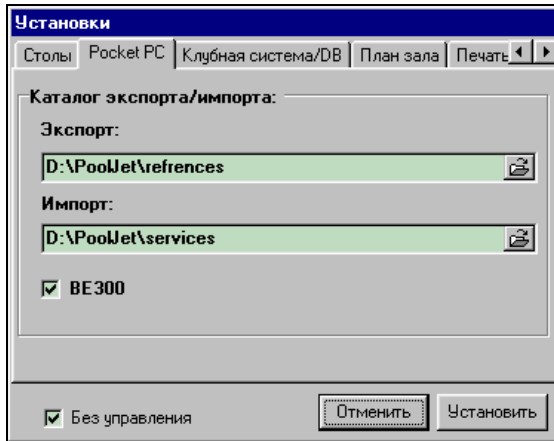 Установки
Столы Pocket PC Клубная система/DB План зала Печать
Каталог экспорта/импорта:
Экспорт:
D:\PoolJet\refrences
Импорт:
D:\PoolJet\services
BE300
Без управления Отменить Установить